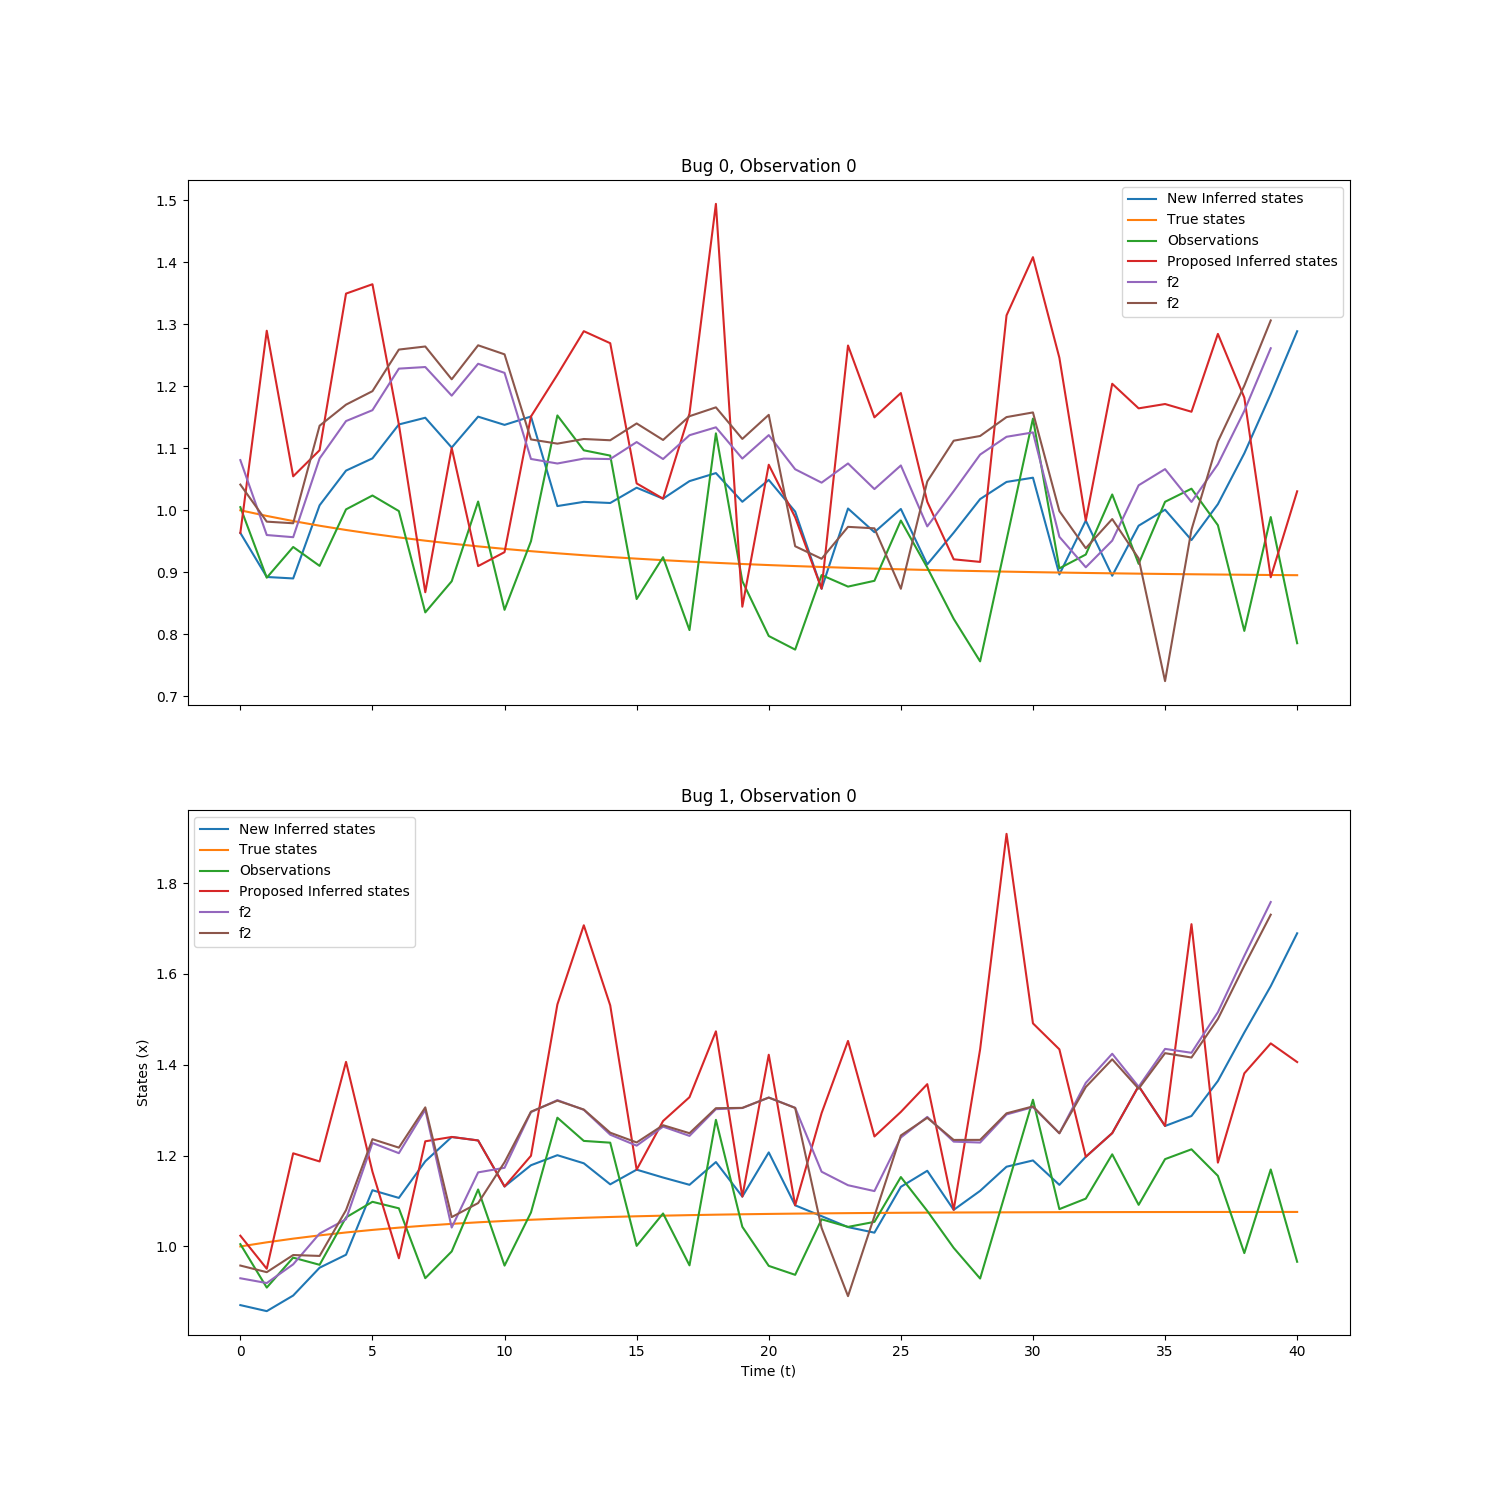 Bug 0, Observation 0
1.5
1.4
1.3
1.2
1.1
1.0
0.9
0.8
0.7
New Inferred states
True states
Observations
Proposed Inferred states
f2
f2
Bug 1, Observation 0
States (x)
1.8
1.6
1.4
1.2
1.0
New Inferred states
True states
Observations
Proposed Inferred states
f2
f2
0 5 10 15 20 25 30 35 40
Time (t)